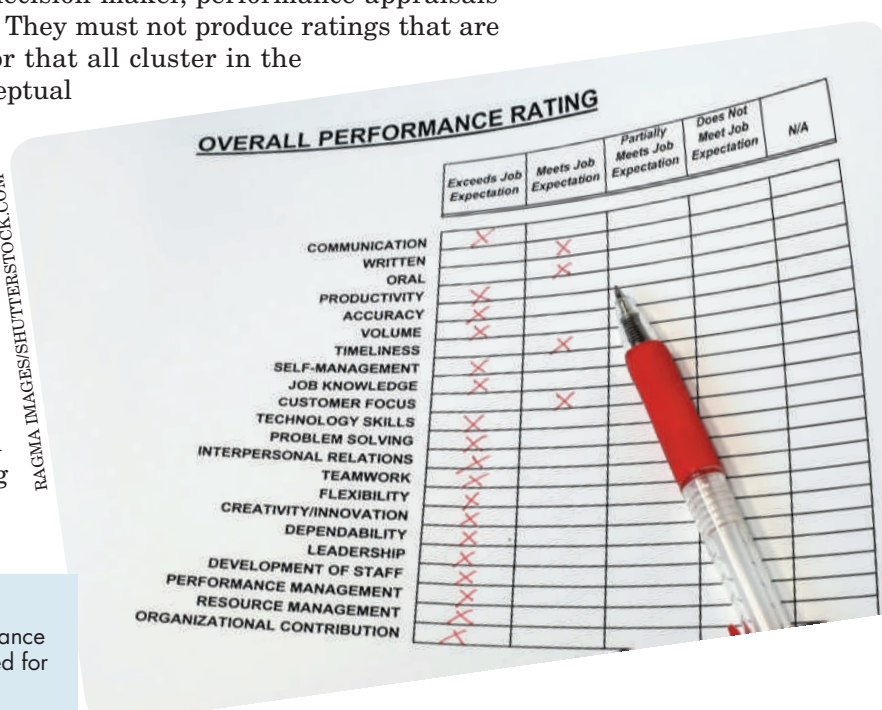 decision maker, performance appraisals
They must not produce ratings that are
or that all cluster in the
RAGMA IMAGES/SHUTTERSTOCK.COM
OVERALL PERFORMANCE RATING
Exceeds Job
Expectation
Meets Job
Expectation
Partially
Meets Job
Expectation
Does Not
Meet Job
Expectation
N/A
COMMUNICATION
WRITTEN
ORAL
PRODUCTIVITY
ACCURACY
VOLUME
TIMELINESS
SELF-MANAGEMENT
JOB KNOWLEDGE
CUSTOMER FOCUS
TECHNOLOGY SKILLS
PROBLEM SOLVING
INTERPERSONAL RELATIONS
TEAMWORK
FLEXIBILITY
CREATIVITY/INNOVATION
DEPENDABILITY
LEADERSHIP
DEVELOPMENT OF STAFF
PERFORMANCE MANAGEMENT
RESOURCE MANAGEMENT
ORGANIZATIONAL CONTRIBUTION
for